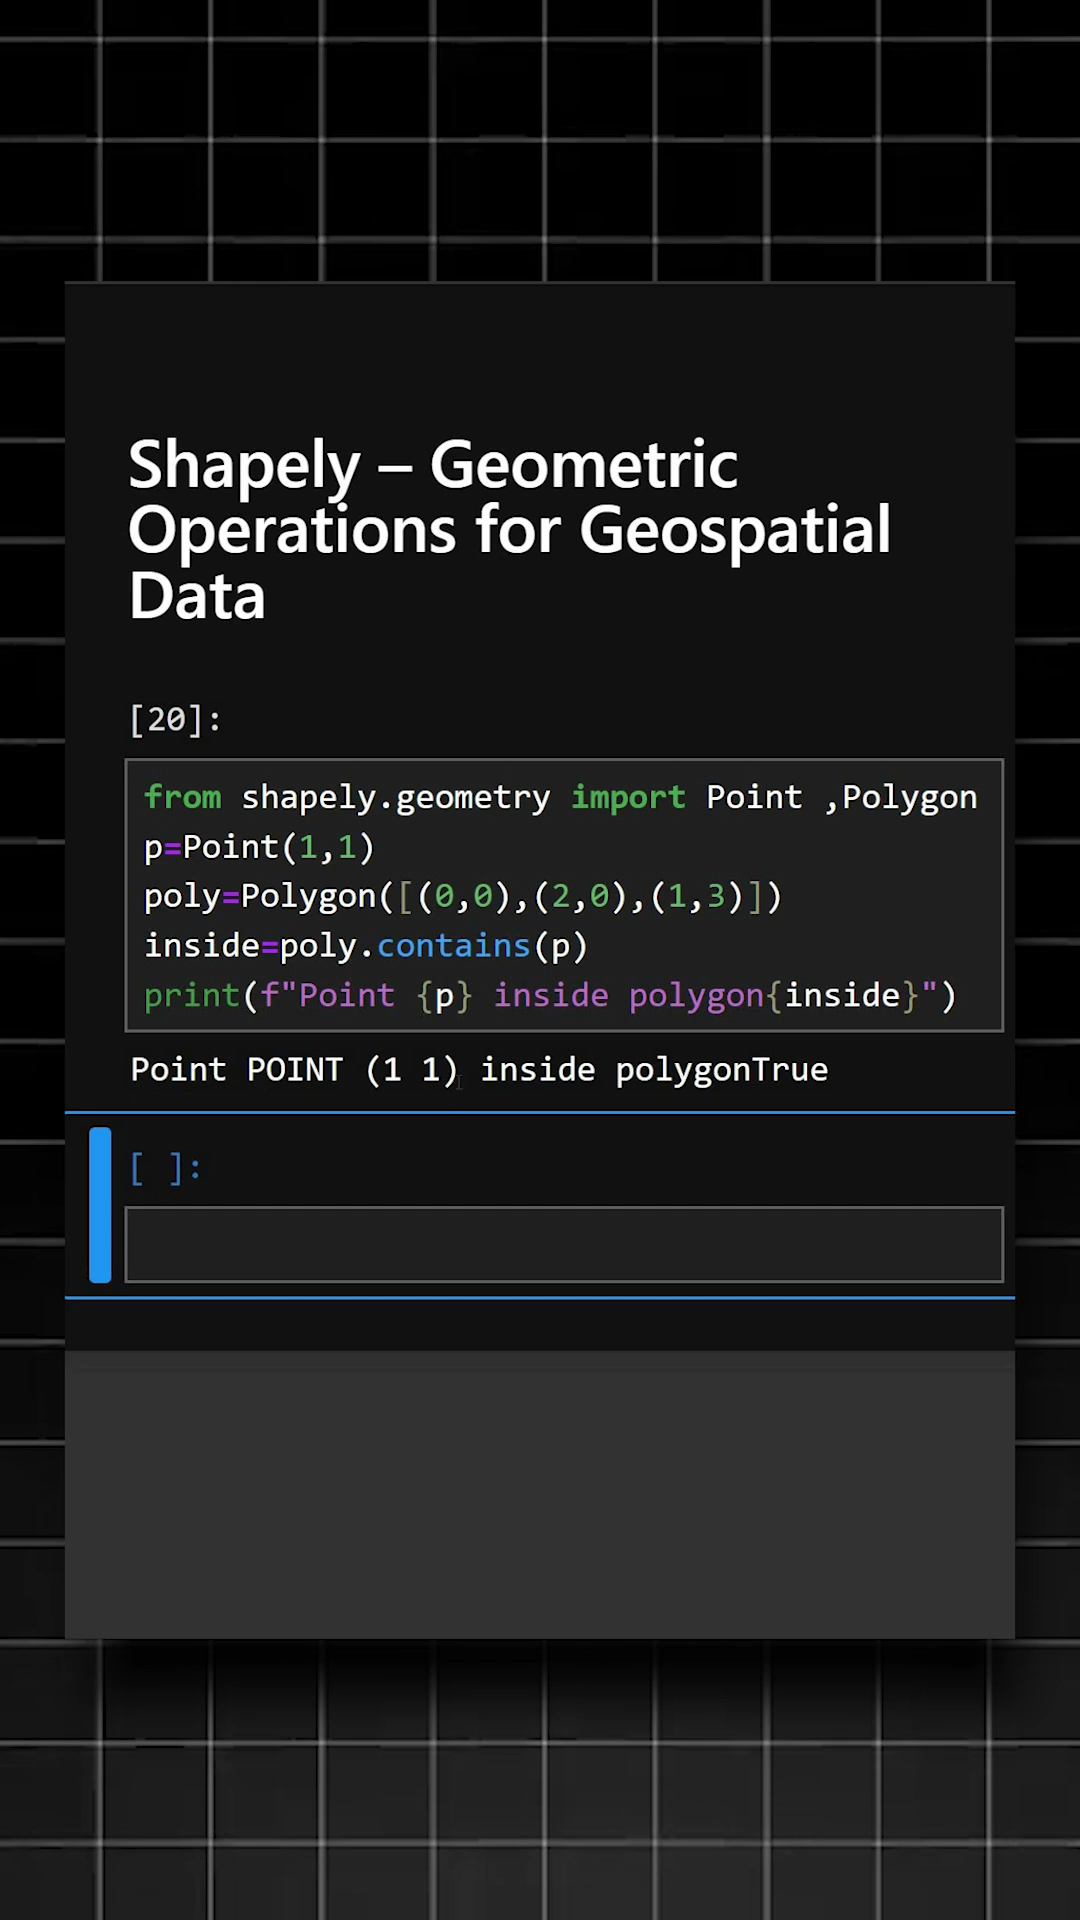 Shapely – Geometric
Operations for Geospatial
Data
[20]:
from shapely.geometry import Point ,Polygon
p=Point(1,1)
poly=Polygon([(0,0),(2,0),(1,3)])
inside=poly.contains(p)
print(f"Point {p} inside polygon{inside}")
Point POINT (1 1) inside polygonTrue
[ ]: